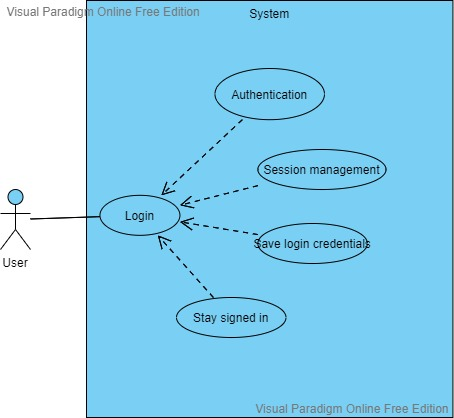 Visual Paradigm Online Free Edition
System
Authentication
Session management
Login
Save login credentials
User
Stay signed in
Visual Paradigm Online Free Edition